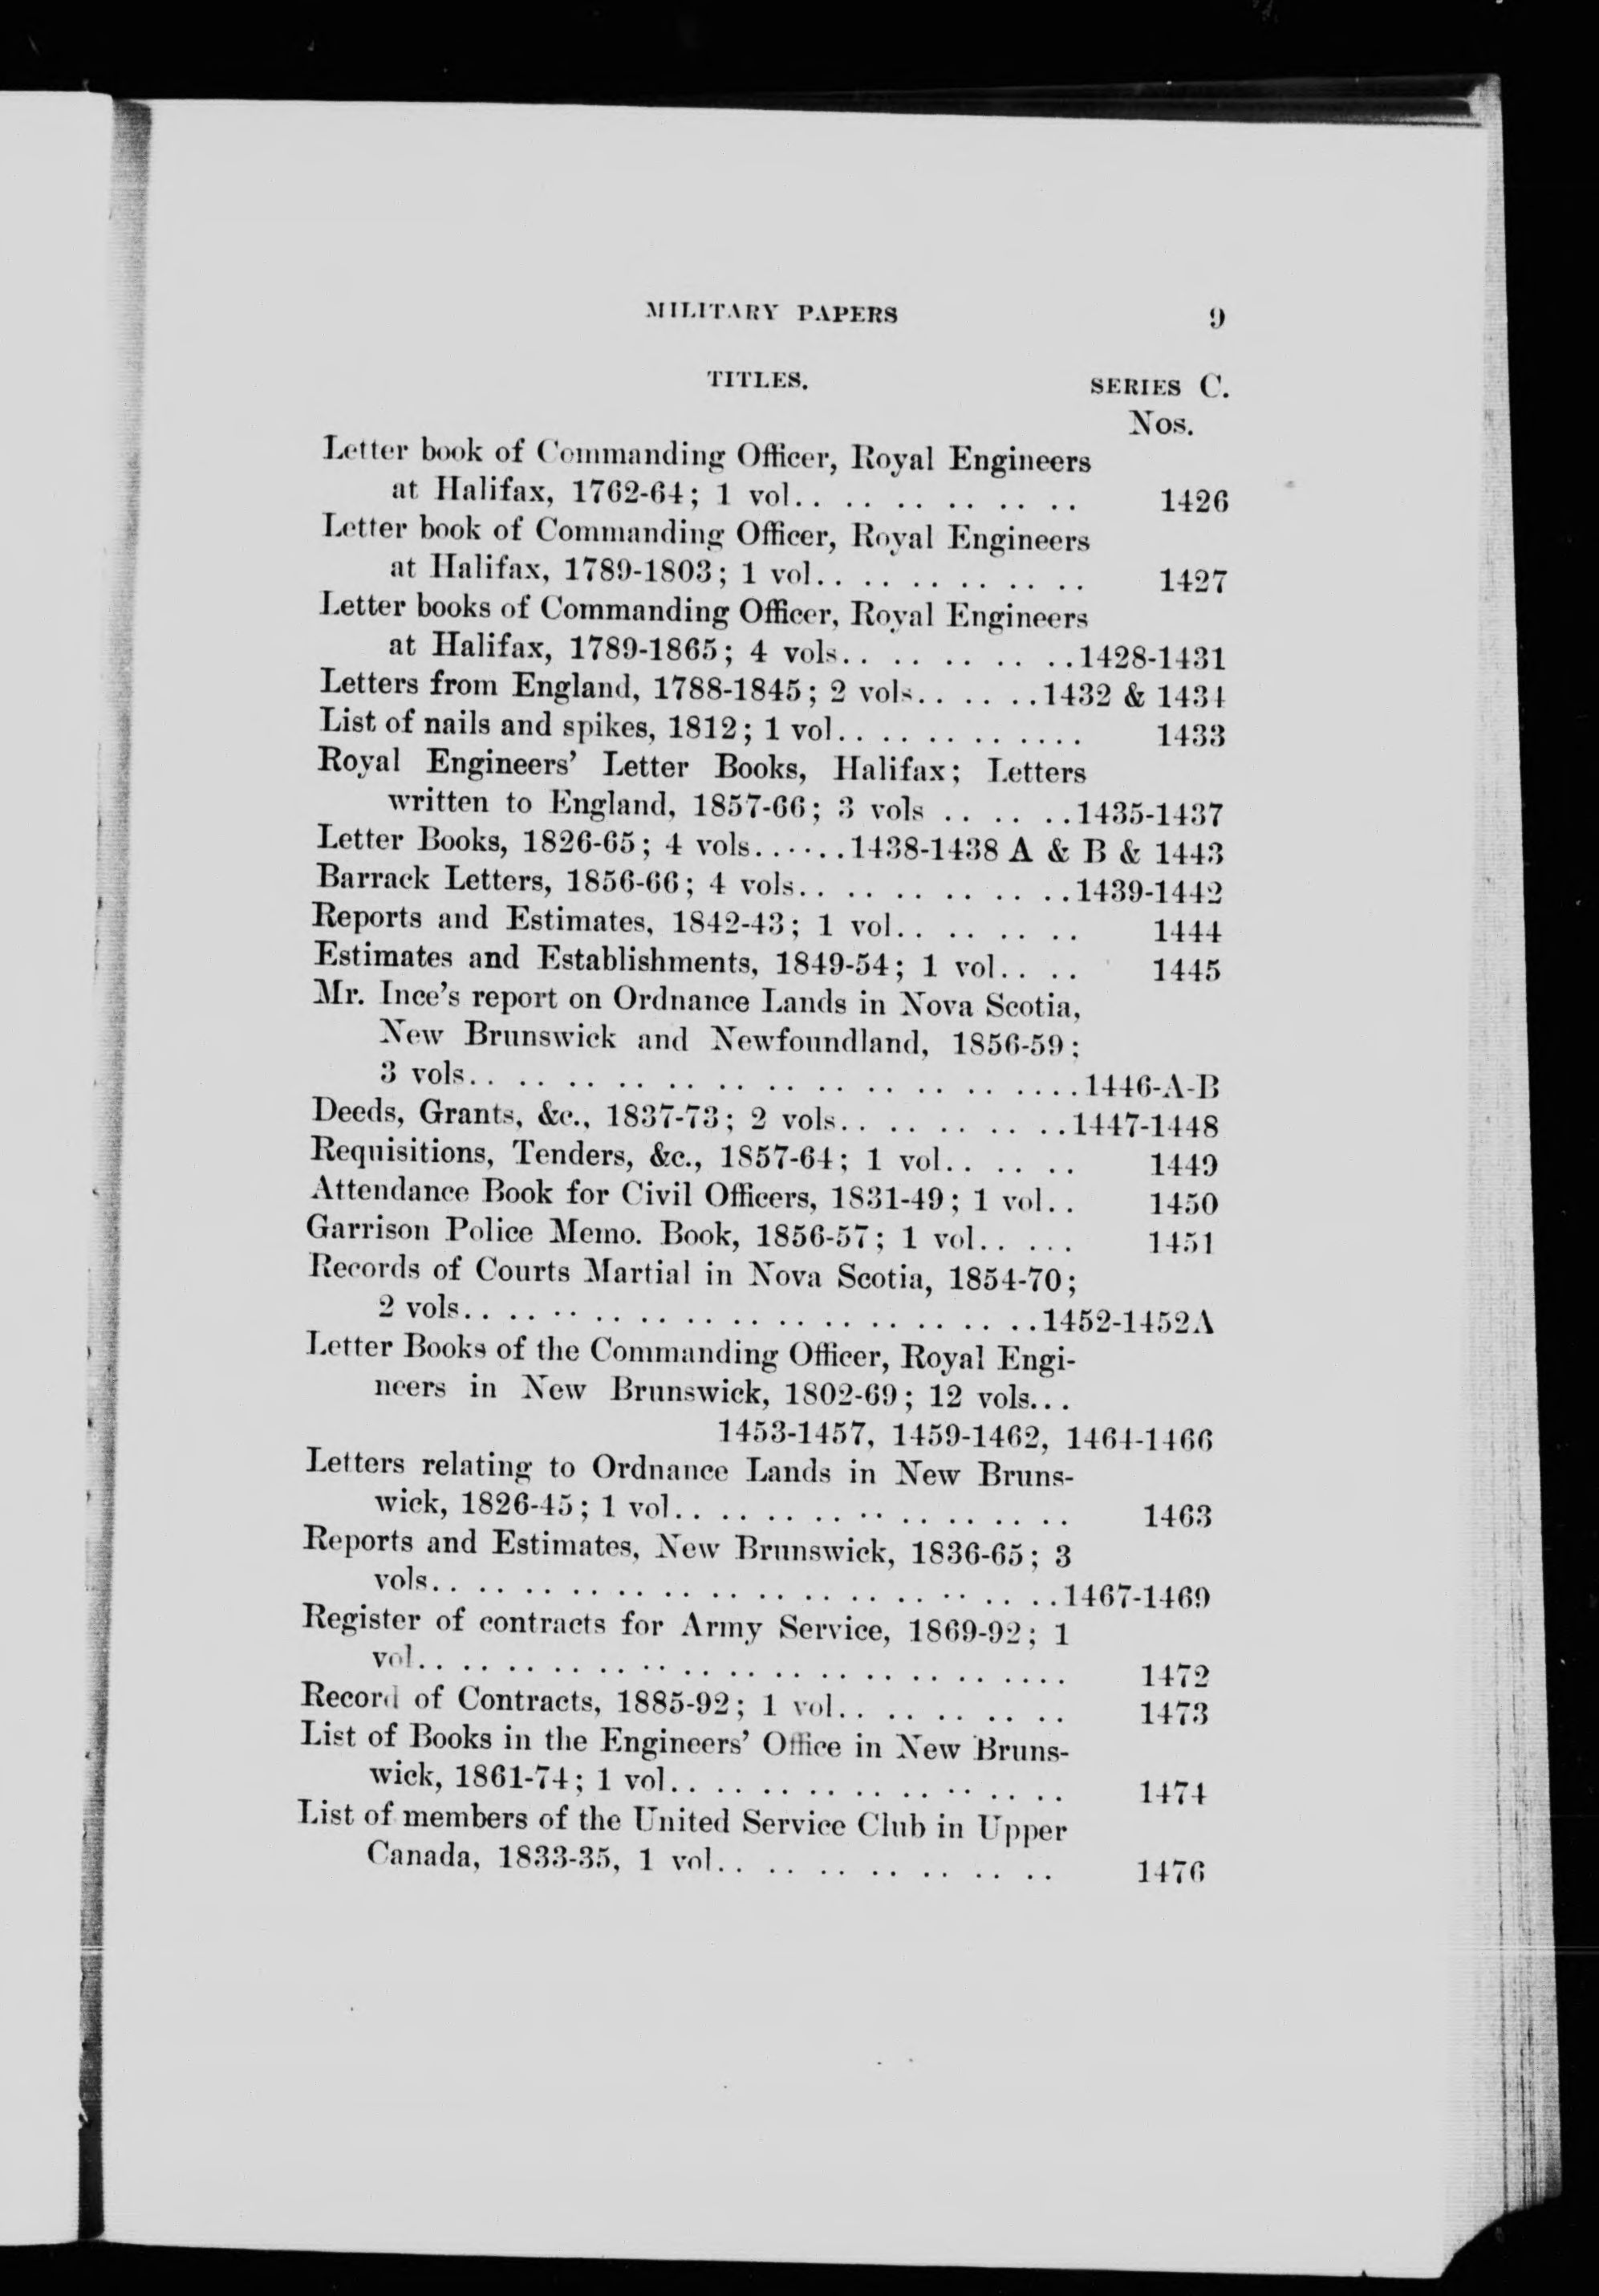 MILITARY PAPERS 9
TITLES. SERIES C.
Nos.
Letter book of Commanding Officer, Royal Engineers
at Halifax, 1762-64; 1 vol. . . . . . . . . . . . 1426
Letter book of Commanding Officer, Royal Engineers
at Halifax, 1789-1803; 1 vol. . . . . . . . . . . . 1427
Letter books of Commanding Officer, Royal Engineers
at Halifax, 1789-1865; 4 vols. . . . . . . . . . 1428-1431
Letters from England, 1788-1845; 2 vols. . . . . . 1432 & 1434
List of nails and spikes, 1812; 1 vol. . . . . . . . . . . . 1433
Royal Engineers' Letter Books, Halifax; Letters
written to England, 1857-66; 3 vols . . . . . . 1435-1437
Letter Books, 1826-65; 4 vols. . . . . . 1438-1438 A & B & 1443
Barrack Letters, 1856-66; 4 vols. . . . . . . . . . . . 1439-1442
Reports and Estimates, 1842-43; 1 vol. . . . . . . . 1444
Estimates and Establishments, 1849-54; 1 vol. . . . 1445
Mr. Ince's report on Ordnance Lands in Nova Scotia,
New Brunswick and Newfoundland, 1856-59;
3 vols. . . . . . . . . . . . . . . . . . . . . . . . . 1446-A-B
Deeds, Grants, &c., 1837-73; 2 vols. . . . . . . . . . 1447-1448
Requisitions, Tenders, &c., 1857-64; 1 vol. . . . . . 1449
Attendance Book for Civil Officers, 1831-49; 1 vol. . 1450
Garrison Police Memo. Book, 1856-57; 1 vol. . . . . 1451
Records of Courts Martial in Nova Scotia, 1854-70;
2 vols. . . . . . . . . . . . . . . . . . . . . . . 1452-1452A
Letter Books of the Commanding Officer, Royal Engi-
neers in New Brunswick, 1802-69; 12 vols. . .
1453-1457, 1459-1462, 1464-1466
Letters relating to Ordnance Lands in New Bruns-
wick, 1826-45; 1 vol. . . . . . . . . . . . . . . . 1463
Reports and Estimates, New Brunswick, 1836-65; 3
vols. . . . . . . . . . . . . . . . . . . . . . . . . . . 1467-1469
Register of contracts for Army Service, 1869-92; 1
vol. . . . . . . . . . . . . . . . . . . . . . . . . . . . 1472
Record of Contracts, 1885-92; 1 vol. . . . . . . . . . 1473
List of Books in the Engineers' Office in New Bruns-
wick, 1861-74; 1 vol. . . . . . . . . . . . . . . . 1474
List of members of the United Service Club in Upper
Canada, 1833-35, 1 vol. . . . . . . . . . . . . 1476